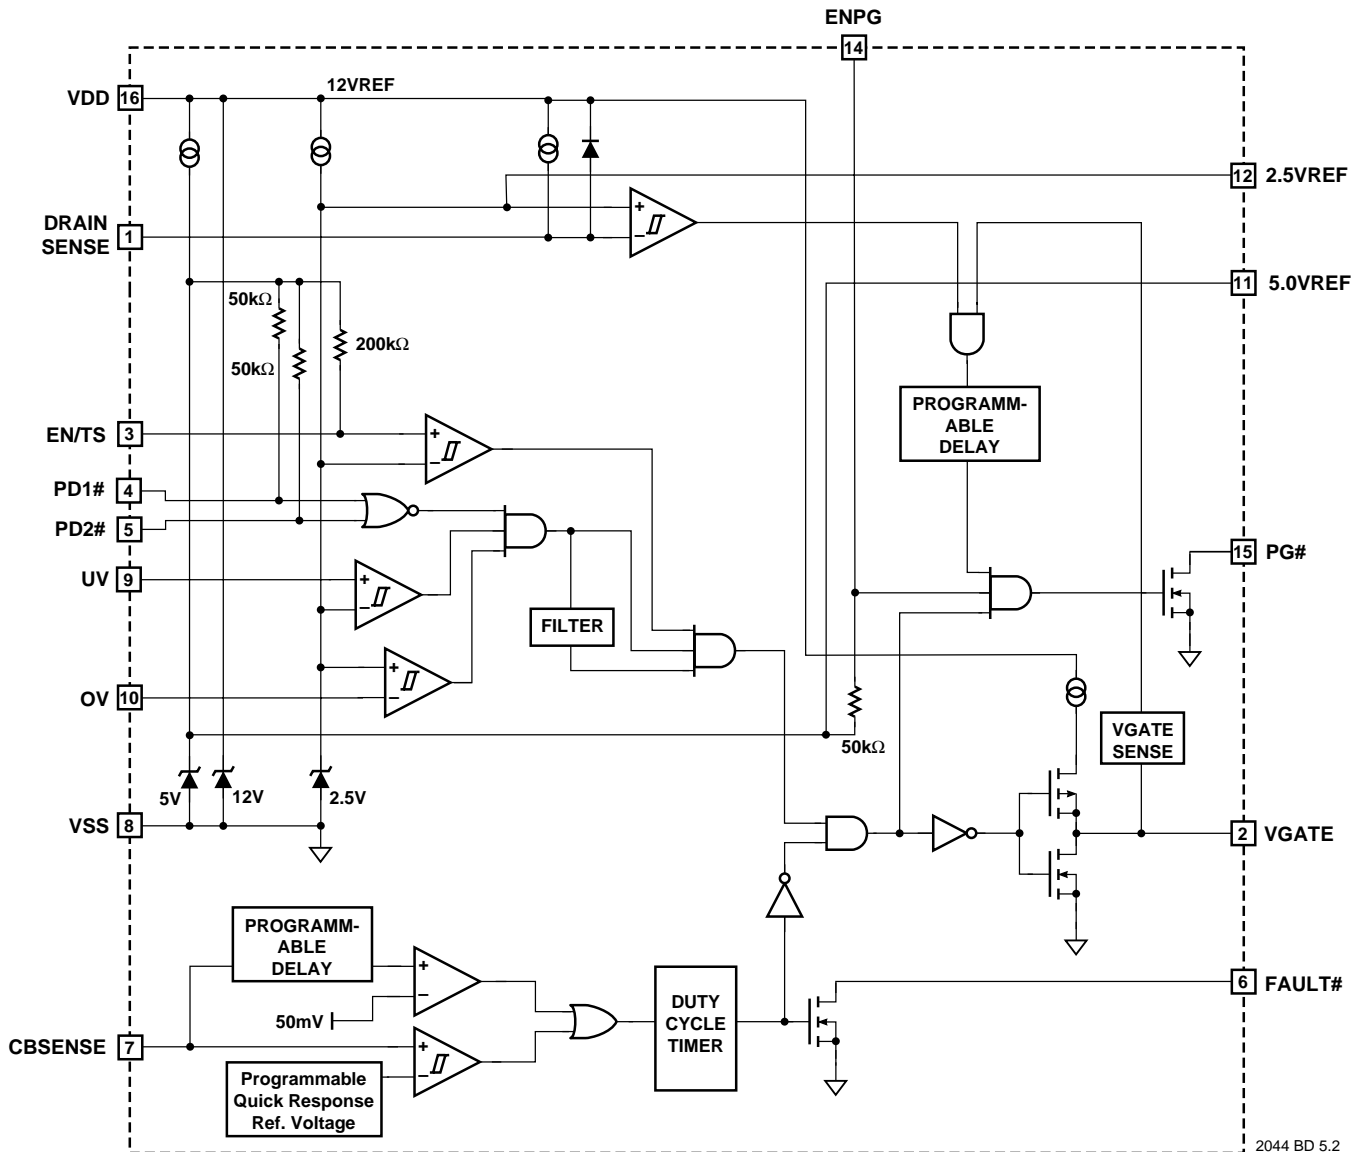 ENPG
14
VDD 16
12VREF
12 2.5VREF
DRAIN
SENSE
1
+
−
11 5.0VREF
50kΩ
50kΩ
200kΩ
PROGRAMM-
ABLE
DELAY
EN/TS 3
+
−
PD1# 4
PD2# 5
15 PG#
UV 9
+
−
FILTER
OV 10
+
−
50kΩ
VGATE
SENSE
5V
12V
2.5V
VSS 8
2 VGATE
PROGRAMM-
ABLE
DELAY
+
−
50mV
DUTY
CYCLE
TIMER
6 FAULT#
CBSENSE 7
+
−
Programmable
Quick Response
Ref. Voltage
2044 BD 5.2